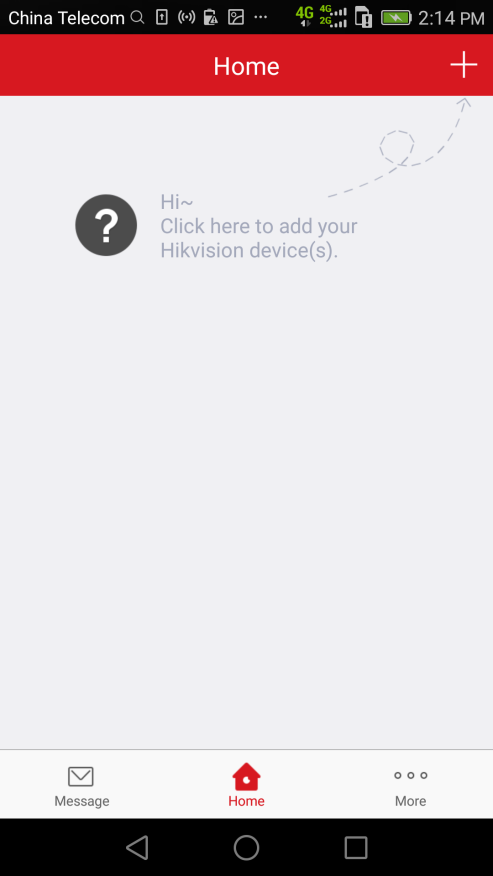 China Telecom 4G 4G 2G 2:14 PM
Home
?
Hi~
Click here to add your
Hikvision device(s).
Message Home More